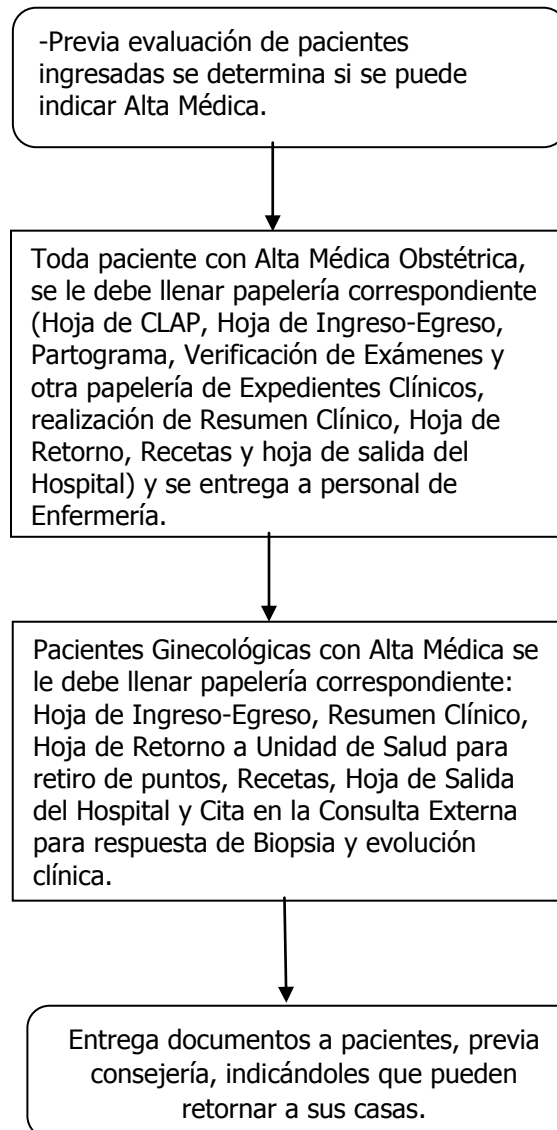 -Previa evaluación de pacientes
ingresadas se determina si se puede
indicar Alta Médica.
Toda paciente con Alta Médica Obstétrica,
se le debe llenar papelería correspondiente
(Hoja de CLAP, Hoja de Ingreso-Egreso,
Partograma, Verificación de Exámenes y
otra papelería de Expedientes Clínicos,
realización de Resumen Clínico, Hoja de
Retorno, Recetas y hoja de salida del
Hospital) y se entrega a personal de
Enfermería.
Pacientes Ginecológicas con Alta Médica se
le debe llenar papelería correspondiente:
Hoja de Ingreso-Egreso, Resumen Clínico,
Hoja de Retorno a Unidad de Salud para
retiro de puntos, Recetas, Hoja de Salida
del Hospital y Cita en la Consulta Externa
para respuesta de Biopsia y evolución
clínica.
Entrega documentos a pacientes, previa
consejería, indicándoles que pueden
retornar a sus casas.